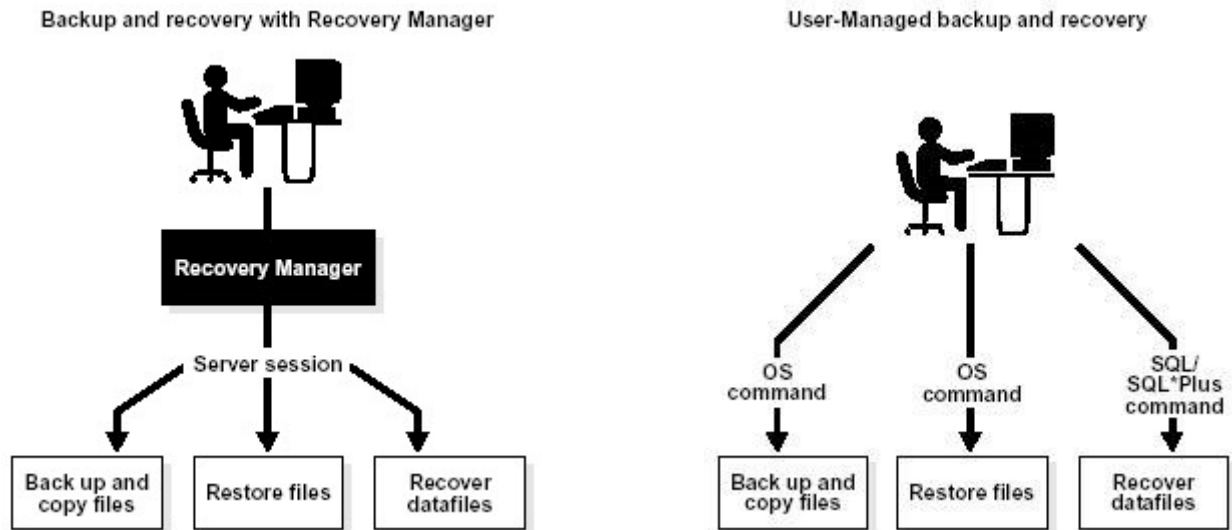 Backup and recovery with Recovery Manager
Recovery Manager
Server session
Back up and
copy files
Restore files
Recover
datafiles
User-Managed backup and recovery
OS
command
OS
command
SQL/
SQL*Plus
command
Back up and
copy files
Restore files
Recover
datafiles